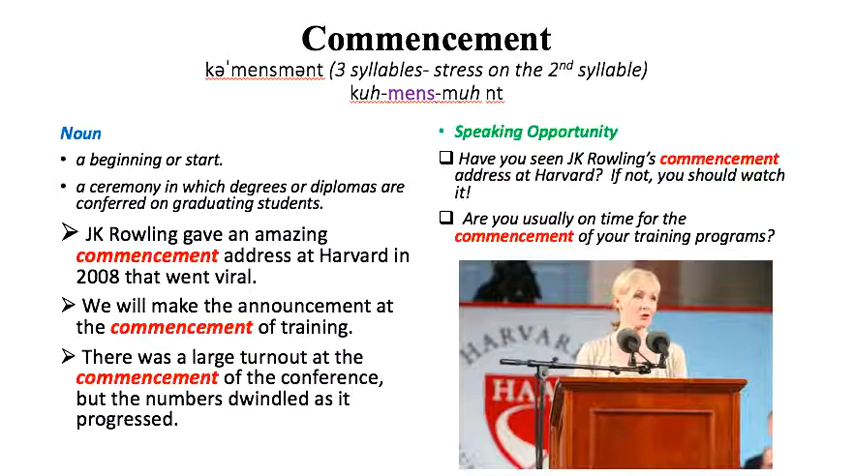 Commencement
kəˈmensmənt (3 syllables- stress on the 2nd syllable)
kuh-mens-muh nt
Noun
• a beginning or start.
• a ceremony in which degrees or diplomas are
conferred on graduating students.
➢ JK Rowling gave an amazing
commencement address at Harvard in
2008 that went viral.
➢ We will make the announcement at
the commencement of training.
➢ There was a large turnout at the
commencement of the conference,
but the numbers dwindled as it
progressed.
• Speaking Opportunity
❑ Have you seen JK Rowling’s commencement
address at Harvard? If not, you should watch
it!
❑ Are you usually on time for the
commencement of your training programs?
HARVAR
HAA